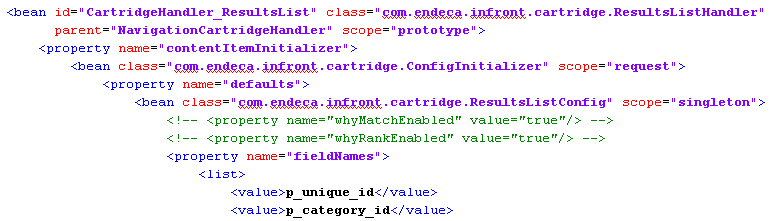 <bean id="CartridgeHandler_ResultsList" class="com.endeca.infront.cartridge.ResultsListHandler"
parent="NavigationCartridgeHandler" scope="prototype">
<property name="contentItemInitializer">
<bean class="com.endeca.infront.cartridge.ConfigInitializer" scope="request">
<property name="defaults">
<bean class="com.endeca.infront.cartridge.ResultsListConfig" scope="singleton">
<!-- <property name="whyMatchEnabled" value="true"/> -->
<!-- <property name="whyRankEnabled" value="true"/> -->
<property name="fieldNames">
<list>
<value>p_unique_id</value>
<value>p_category_id</value>